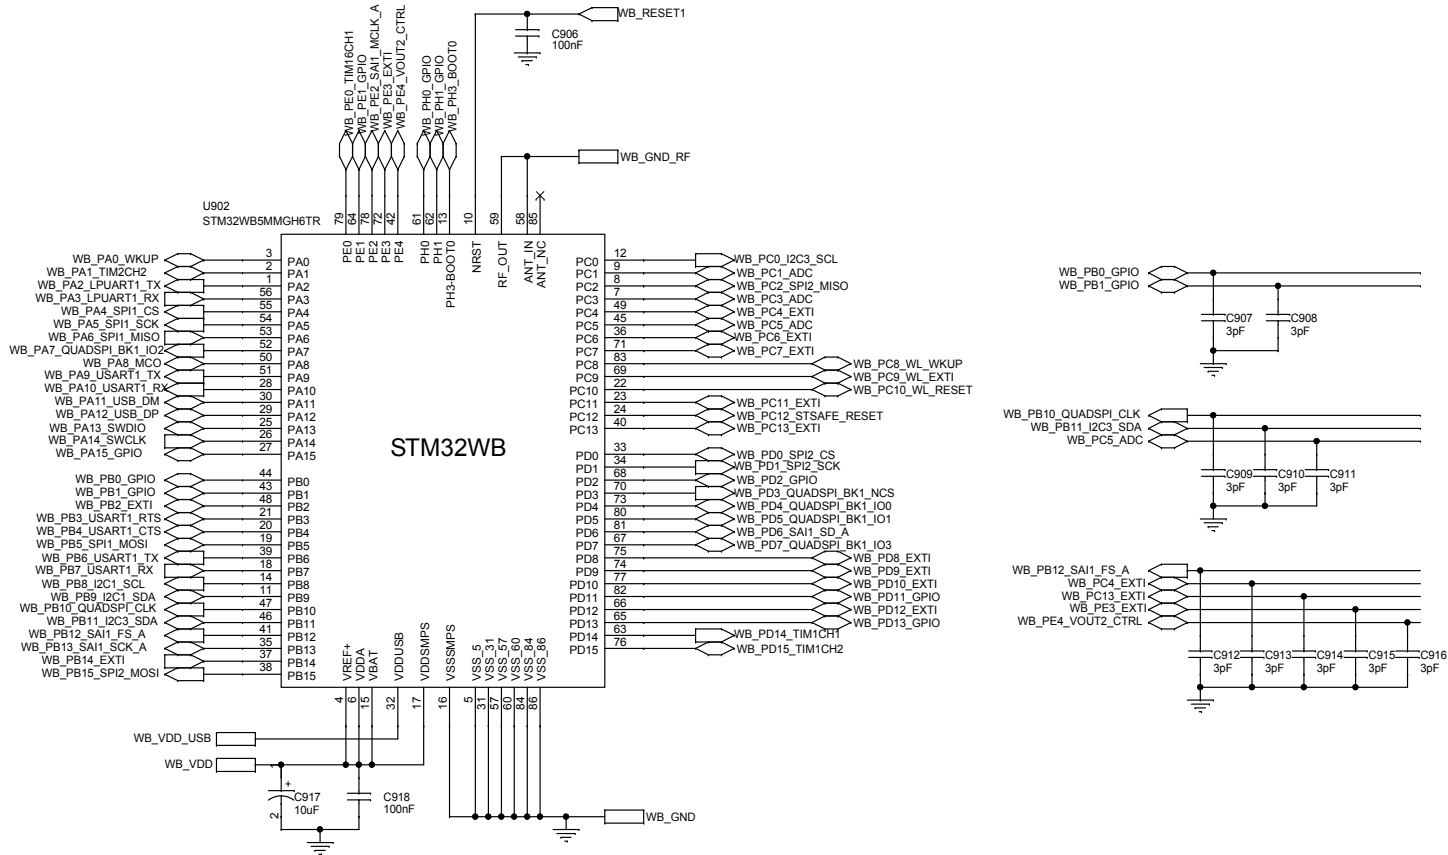 WB_RESET1
C906
100nF
WB_PE0_TIM16CH1
WB_PE1_GPIO
WB_PE2_SAI1_MCLK_A
WB_PE3_EXTI
WB_PE4_VOUT2_CTRL
WB_PH0_GPIO
WB_PH1_GPIO
WB_PH3_BOOT0
WB_GND_RF
U902
STM32WB5MMGH6TR
79 64 78 72 42 61 62 13 10 59 58 85
PE0
PE1
PE2
PE3
PE4
PH0
PH1
PH3-BOOT0
NRST
RF_OUT
ANT_IN
ANT_NC
WB_PA0_WKUP 3 PA0
WB_PA1_TIM2CH2 2 PA1
WB_PA2_LPUART1_TX 1 PA2
WB_PA3_LPUART1_RX 56 PA3
WB_PA4_SPI1_CS 55 PA4
WB_PA5_SPI1_SCK 54 PA5
WB_PA6_SPI1_MISO 53 PA6
WB_PA7_QUADSPI_BK1_IO2 52 PA7
WB_PA8_MCO 50 PA8
WB_PA9_USART1_TX 51 PA9
WB_PA10_USART1_RX 28 PA10
WB_PA11_USB_DM 30 PA11
WB_PA12_USB_DP 29 PA12
WB_PA13_SWDIO 25 PA13
WB_PA14_SWCLK 26 PA14
WB_PA15_GPIO 27 PA15
WB_PB0_GPIO 44 PB0
WB_PB1_GPIO 43 PB1
WB_PB2_EXTI 48 PB2
WB_PB3_USART1_RTS 21 PB3
WB_PB4_USART1_CTS 20 PB4
WB_PB5_SPI1_MOSI 19 PB5
WB_PB6_USART1_TX 39 PB6
WB_PB7_USART1_RX 18 PB7
WB_PB8_I2C1_SCL 14 PB8
WB_PB9_I2C1_SDA 11 PB9
WB_PB10_QUADSPI_CLK 47 PB10
WB_PB11_I2C3_SDA 46 PB11
WB_PB12_SAI1_FS_A 41 PB12
WB_PB13_SAI1_SCK_A 35 PB13
WB_PB14_EXTI 37 PB14
WB_PB15_SPI2_MOSI 38 PB15
STM32WB
PC0 12 WB_PC0_I2C3_SCL
PC1 9 WB_PC1_ADC
PC2 8 WB_PC2_SPI2_MISO
PC3 7 WB_PC3_ADC
PC4 49 WB_PC4_EXTI
PC5 45 WB_PC5_ADC
PC6 36 WB_PC6_EXTI
PC7 71 WB_PC7_EXTI
PC8 83 WB_PC8_WL_WKUP
PC9 69 WB_PC9_WL_EXTI
PC10 22 WB_PC10_WL_RESET
PC11 23 WB_PC11_EXTI
PC12 24 WB_PC12_STSAFE_RESET
PC13 40 WB_PC13_EXTI
PD0 33 WB_PD0_SPI2_CS
PD1 34 WB_PD1_SPI2_SCK
PD2 68 WB_PD2_GPIO
PD3 70 WB_PD3_QUADSPI_BK1_NCS
PD4 73 WB_PD4_QUADSPI_BK1_IO0
PD5 80 WB_PD5_QUADSPI_BK1_IO1
PD6 81 WB_PD6_SAI1_SD_A
PD7 67 WB_PD7_QUADSPI_BK1_IO3
PD8 75 WB_PD8_EXTI
PD9 74 WB_PD9_EXTI
PD10 77 WB_PD10_EXTI
PD11 82 WB_PD11_GPIO
PD12 66 WB_PD12_EXTI
PD13 65 WB_PD13_GPIO
PD14 63 WB_PD14_TIM1CH1
PD15 76 WB_PD15_TIM1CH2
VREF+
VDDA
VBAT
VDDUSB
VDDSMPS
VSSSMPS
VSS_5
VSS_31
VSS_57
VSS_60
VSS_84
VSS_86
4 6 15 32 17 16 5 31 57 60 84 86
WB_VDD_USB
WB_VDD
1
+
C917
10uF
2
C918
100nF
WB_GND
WB_PB0_GPIO
WB_PB1_GPIO
C907
3pF
C908
3pF
WB_PB10_QUADSPI_CLK
WB_PB11_I2C3_SDA
WB_PC5_ADC
C909
3pF
C910
3pF
C911
3pF
WB_PB12_SAI1_FS_A
WB_PC4_EXTI
WB_PC13_EXTI
WB_PE3_EXTI
WB_PE4_VOUT2_CTRL
C912
3pF
C913
3pF
C914
3pF
C915
3pF
C916
3pF